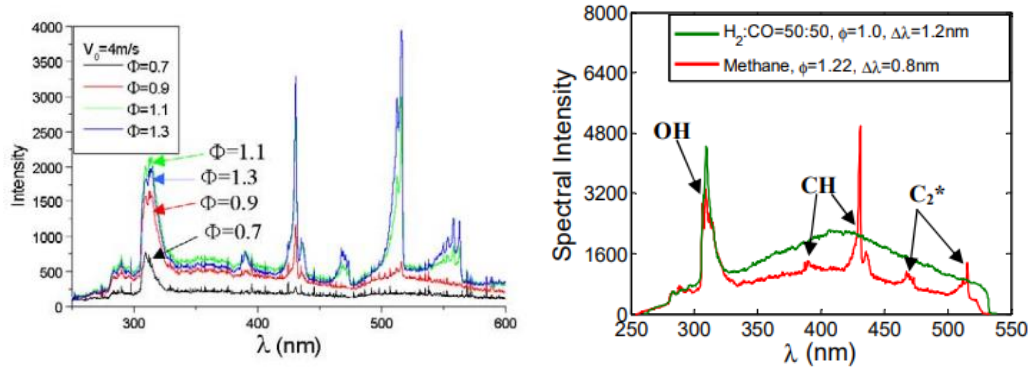 4000
3500
3000
2500
2000
1500
1000
500
0
Intensity
V₀=4m/s
Φ=0.7
Φ=0.9
Φ=1.1
Φ=1.3
Φ=1.1
Φ=1.3
Φ=0.9
Φ=0.7
300
400
500
600
λ (nm)
8000
6400
4800
3200
1600
0
Spectral Intensity
H₂:CO=50:50, ϕ=1.0, Δλ=1.2nm
Methane, ϕ=1.22, Δλ=0.8nm
OH
CH
C₂*
250
300
350
400
450
500
550
λ (nm)